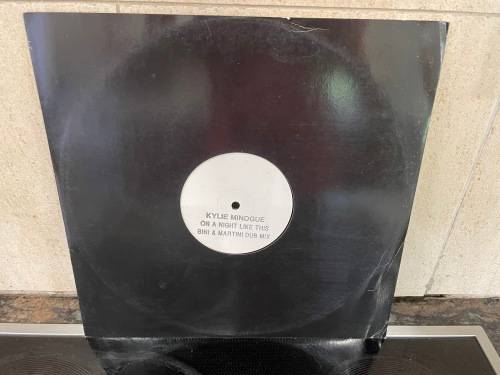 KYLIE MINOGUE
ON A NIGHT LIKE THIS
BINI & MARTINI DUB MIX